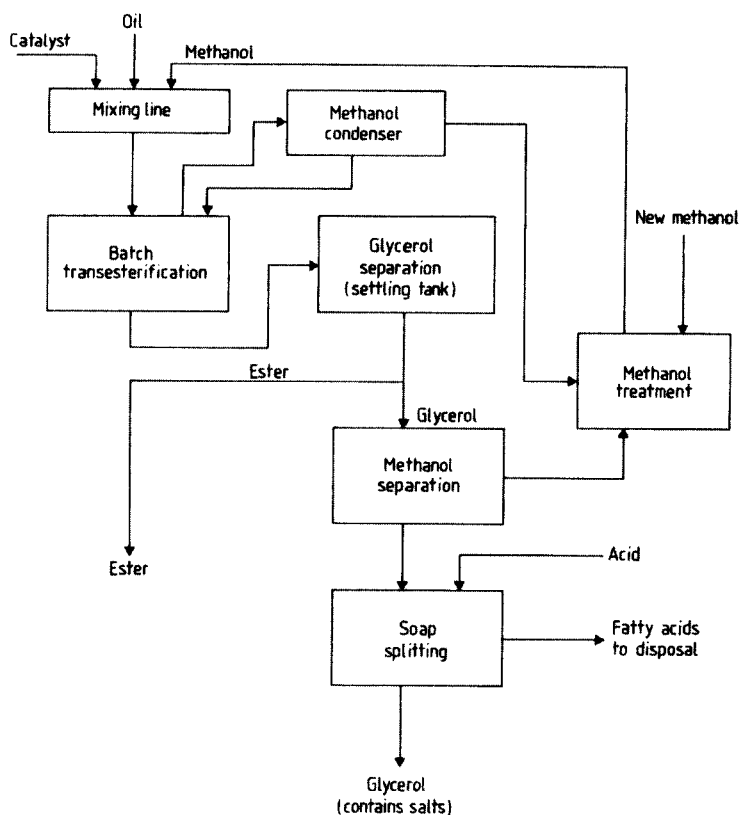 Oil
Catalyst
Methanol
Mixing line
Methanol
condenser
New methanol
Batch
transesterification
Glycerol
separation
(settling tank)
Methanol
treatment
Ester
Glycerol
Methanol
separation
Ester
Acid
Soap
splitting
Fatty acids
to disposal
Glycerol
(contains salts)